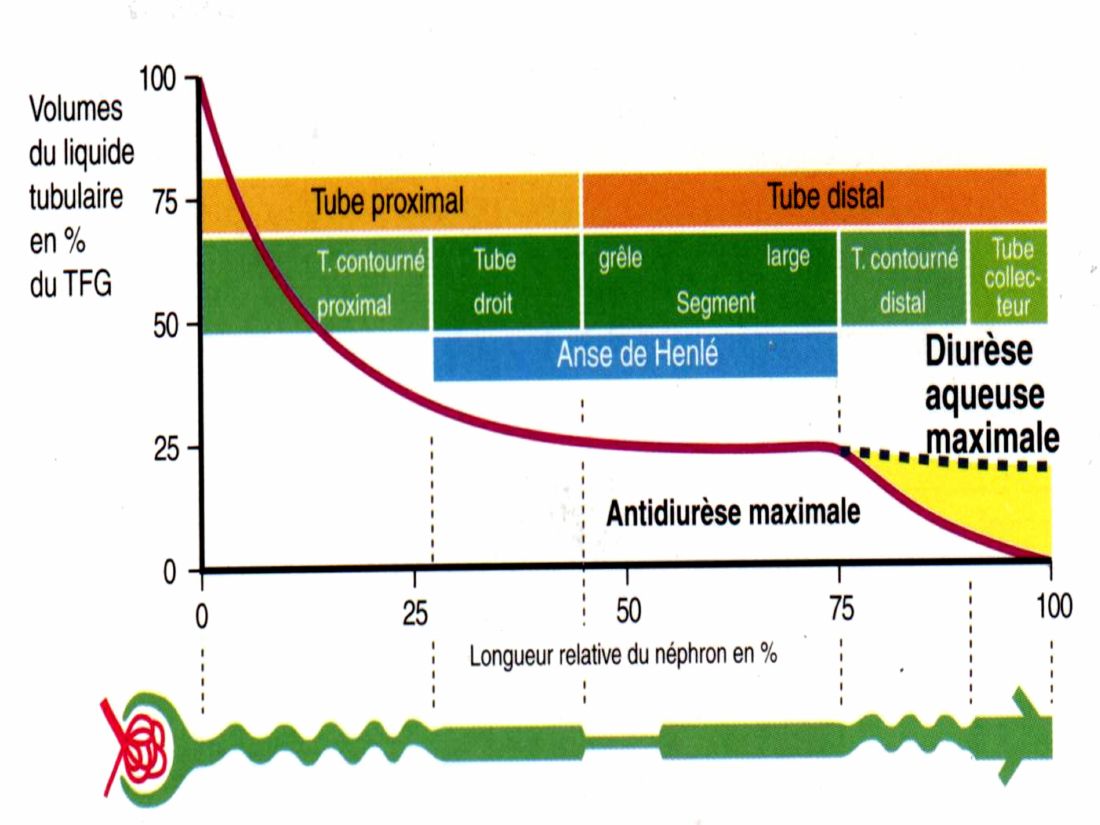 100
Volumes
du liquide
tubulaire
en %
du TFG
75
50
25
0
Tube proximal
Tube distal
T. contourné
proximal
Tube
droit
grêle
large
Segment
T. contourné
distal
Tube
collec-
teur
Anse de Henlé
Diurèse
aqueuse
maximale
Antidiurèse maximale
0
25
50
75
100
Longueur relative du néphron en %